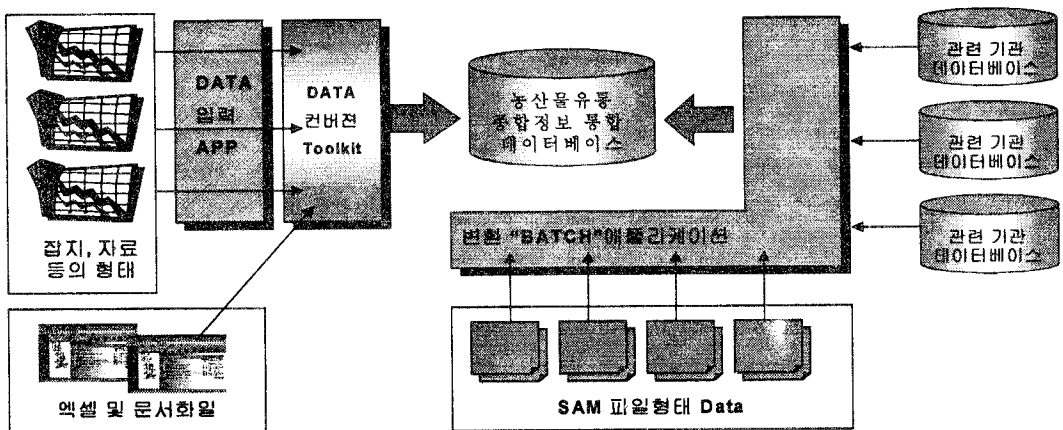 잡지, 자료
등의 형태
DATA
입력
APP
DATA
컨버젼
Toolkit
엑셀 및 문서화일
농산물유통
종합정보 통합
데이터베이스
변환 "BATCH"애플리케이션
SAM 파일형태 Data
관련 기관
데이터베이스
관련 기관
데이터베이스
관련 기관
데이터베이스